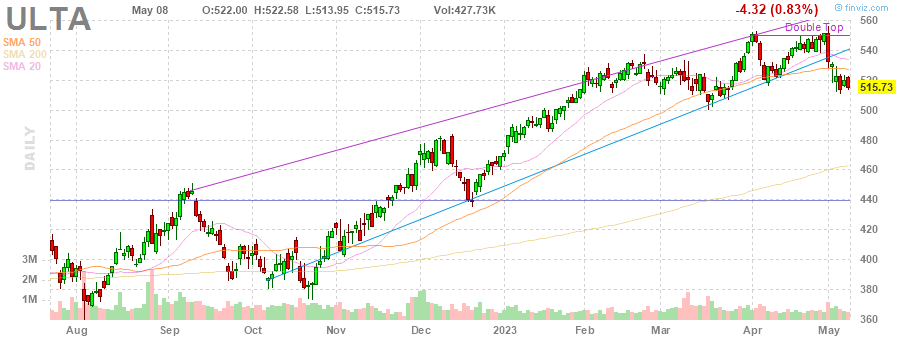 ULTA
May 08 O:522.00 H:522.58 L:513.95 C:515.73 Vol:427.73K -4.32 (0.83%) finviz.com
SMA 50
SMA 200
SMA 20
Double Top
DAILY
560
540
520
515.73
500
480
460
440
420
400
380
360
3M
2M
1M
Aug Sep Oct Nov Dec 2023 Feb Mar Apr May